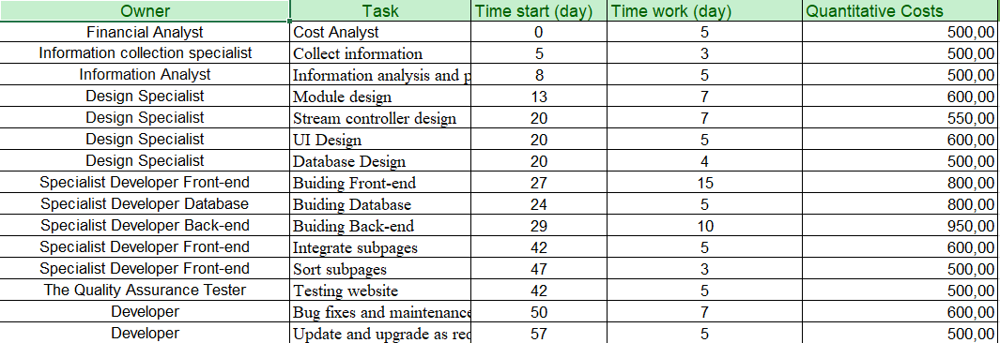 Owner Task Time start (day) Time work (day) Quantitative Costs
Financial Analyst Cost Analyst 0 5 500,00
Information collection specialist Collect information 5 3 500,00
Information Analyst Information analysis and p 8 5 500,00
Design Specialist Module design 13 7 600,00
Design Specialist Stream controller design 20 7 550,00
Design Specialist UI Design 20 5 600,00
Design Specialist Database Design 20 4 500,00
Specialist Developer Front-end Buiding Front-end 27 15 800,00
Specialist Developer Database Buiding Database 24 5 800,00
Specialist Developer Back-end Buiding Back-end 29 10 950,00
Specialist Developer Front-end Integrate subpages 42 5 600,00
Specialist Developer Front-end Sort subpages 47 3 500,00
The Quality Assurance Tester Testing website 42 5 500,00
Developer Bug fixes and maintenance 50 7 600,00
Developer Update and upgrade as rec 57 5 500,00